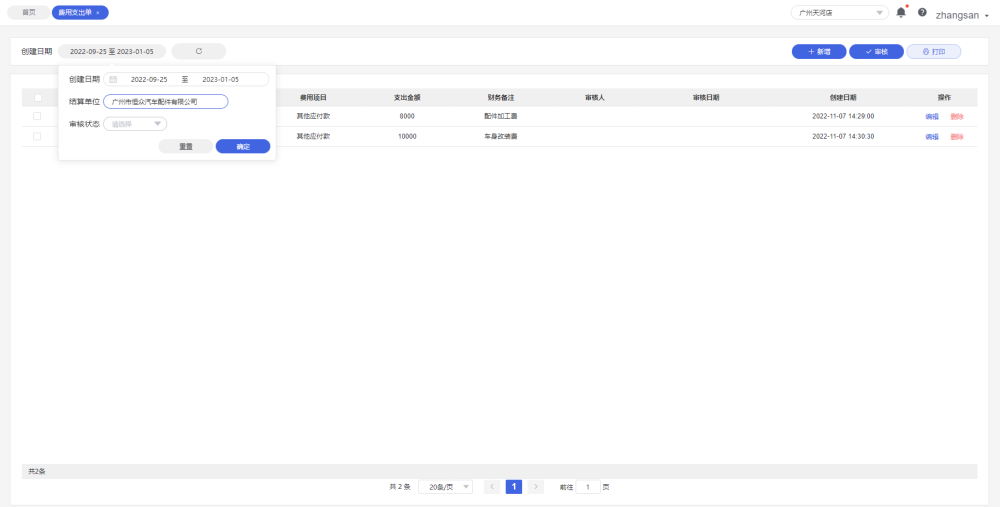 首页 费用支出单 ×
广州天河店
zhangsan
创建日期 2022-09-25 至 2023-01-05
+ 新增 审核 打印
创建日期 2022-09-25 至 2023-01-05
结算单位 广州市恒众汽车配件有限公司
审核状态 请选择
重置 确定
费用项目 支出金额 财务备注 审核人 审核日期 创建日期 操作
其他应付款 8000 配件加工费 2022-11-07 14:29:00 编辑 删除
其他应付款 10000 车身改装费 2022-11-07 14:30:30 编辑 删除
共2条
共 2 条 20条/页 < 1 > 前往 1 页